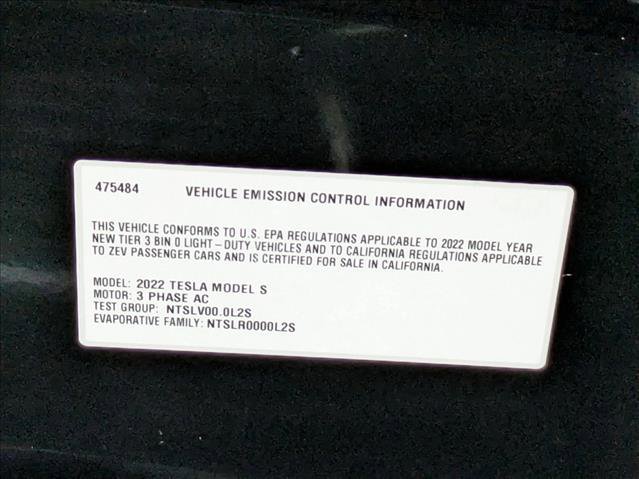 475484 VEHICLE EMISSION CONTROL INFORMATION
THIS VEHICLE CONFORMS TO U.S. EPA REGULATIONS APPLICABLE TO 2022 MODEL YEAR
NEW TIER 3 BIN 0 LIGHT-DUTY VEHICLES AND TO CALIFORNIA REGULATIONS APPLICABLE
TO ZEV PASSENGER CARS AND IS CERTIFIED FOR SALE IN CALIFORNIA.
MODEL: 2022 TESLA MODEL S
MOTOR: 3 PHASE AC
TEST GROUP: NTSLV00.0L2S
EVAPORATIVE FAMILY: NTSLR0000L2S